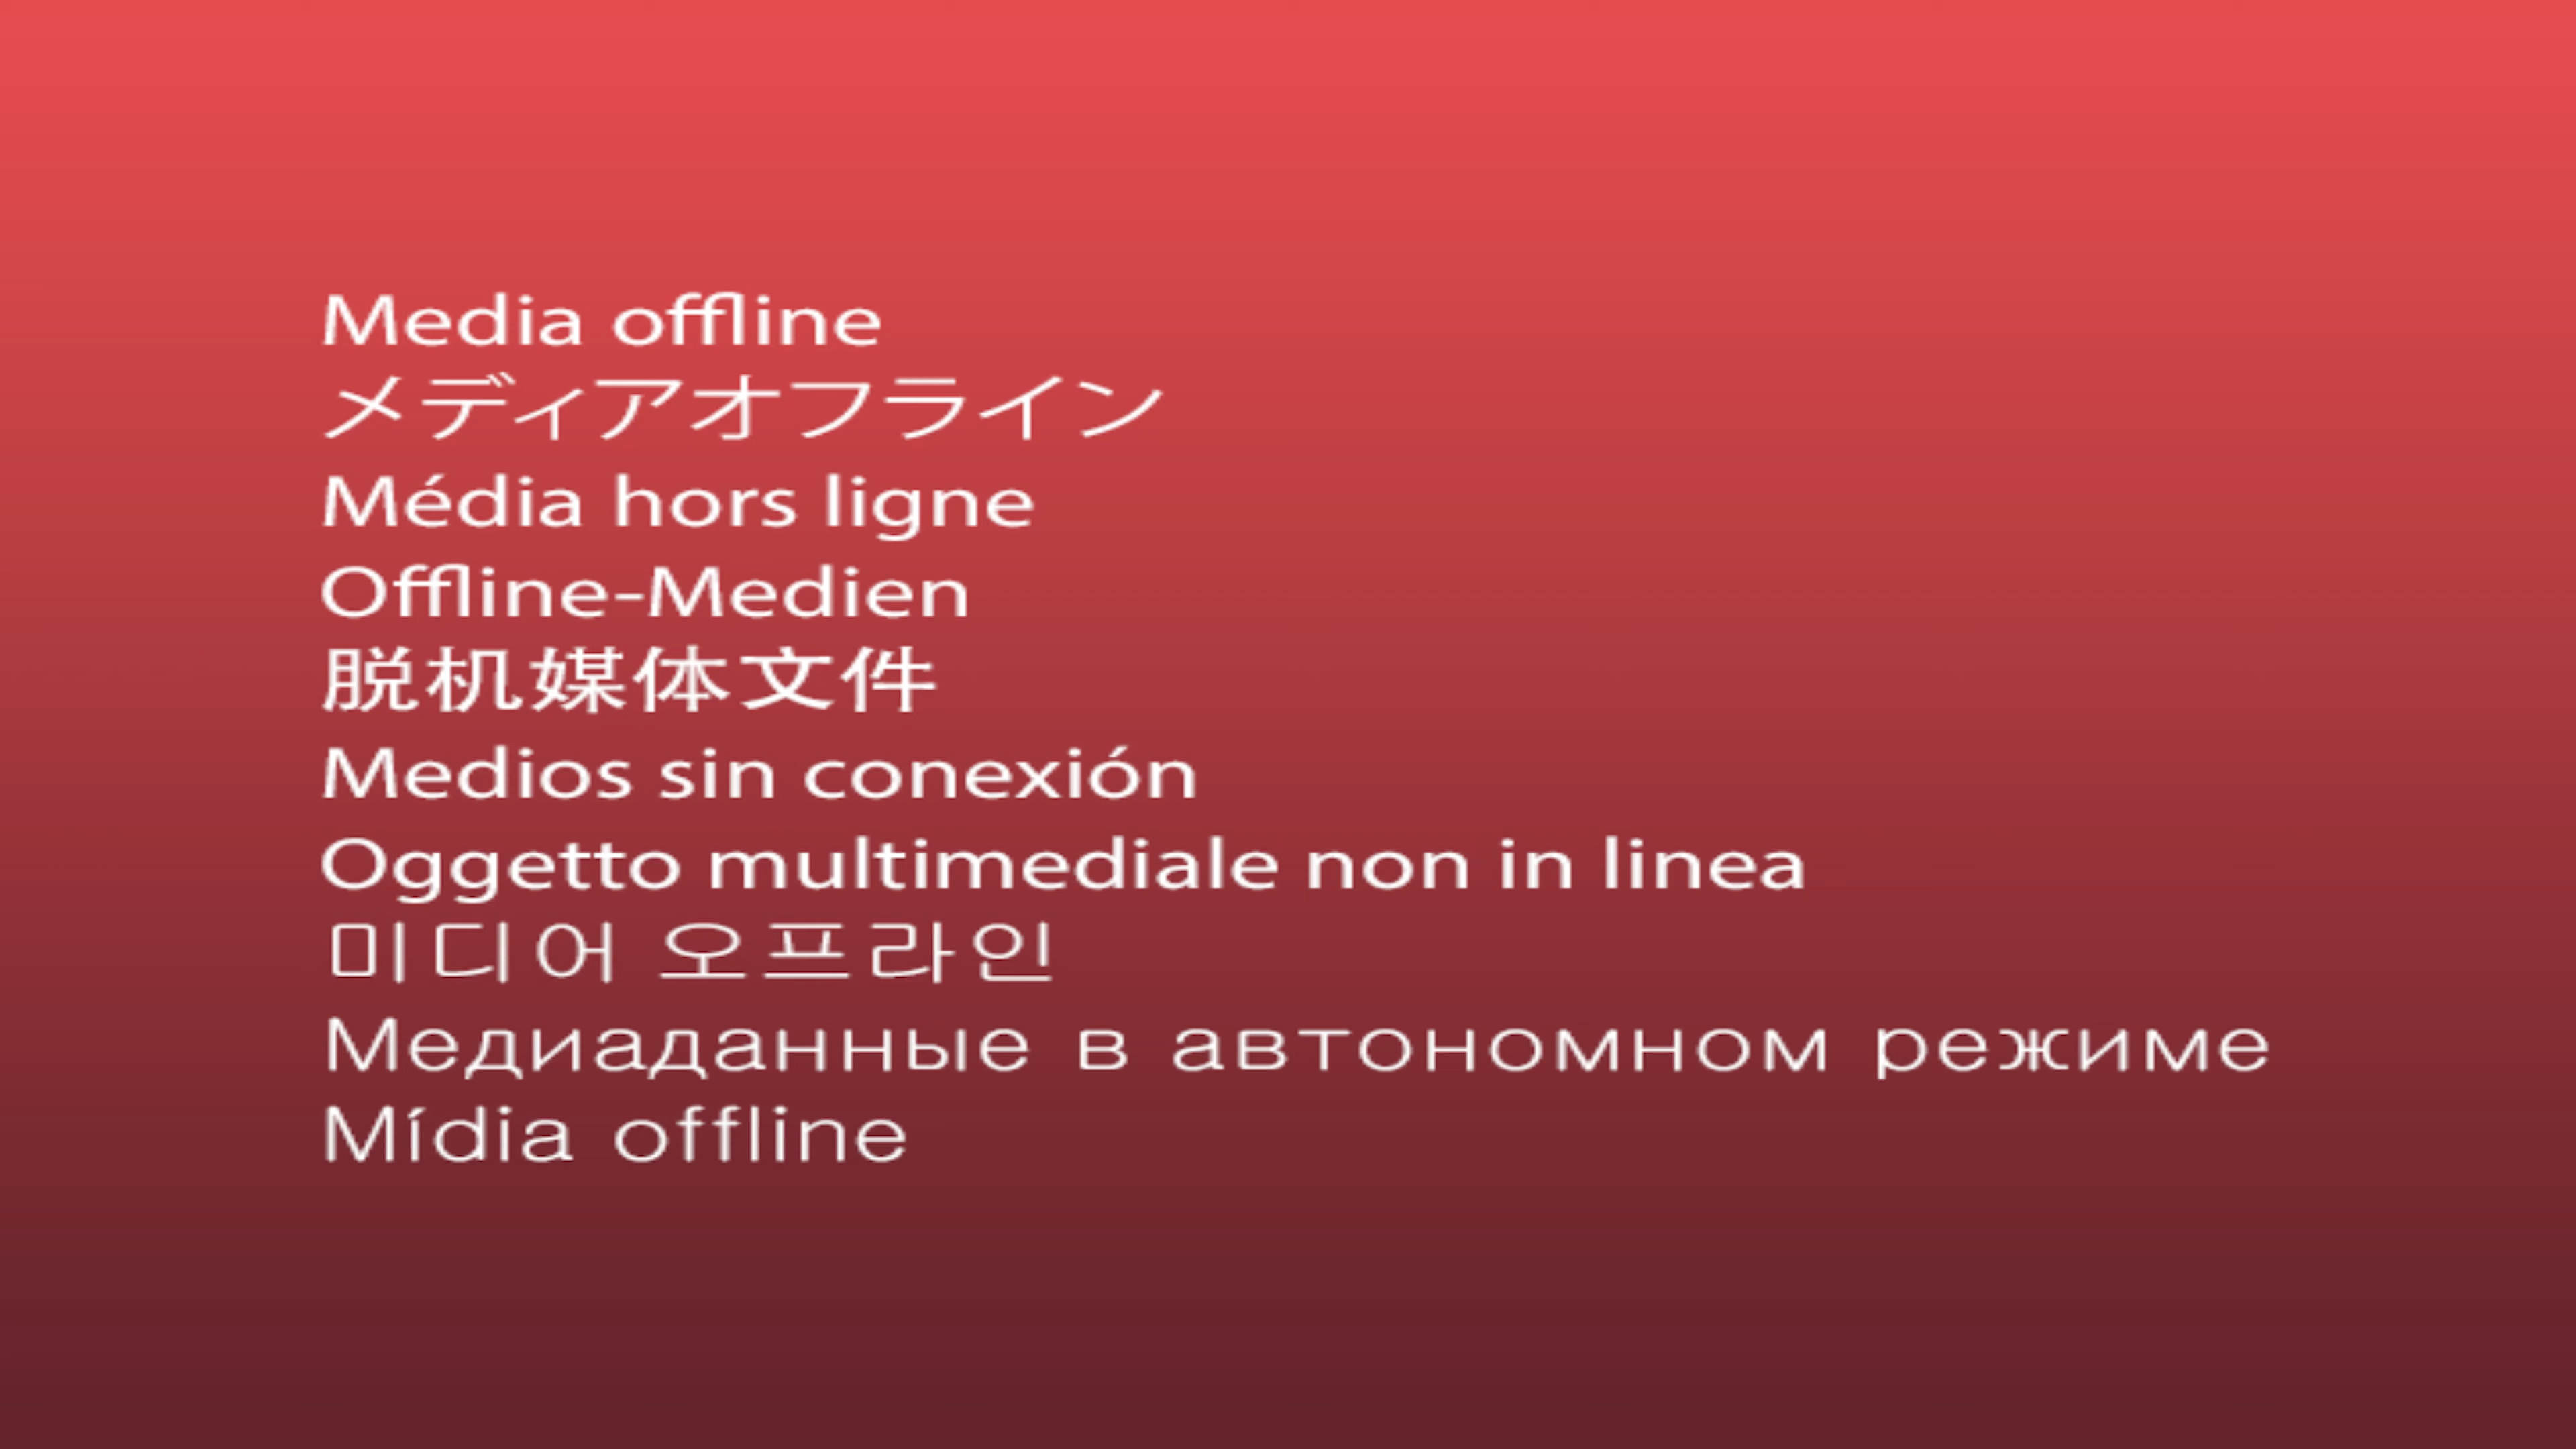 Media offline
メディアオフライン
Média hors ligne
Offline-Medien
脱机媒体文件
Medios sin conexión
Oggetto multimediale non in linea
미디어 오프라인
Медиаданные в автономном режиме
Mídia offline